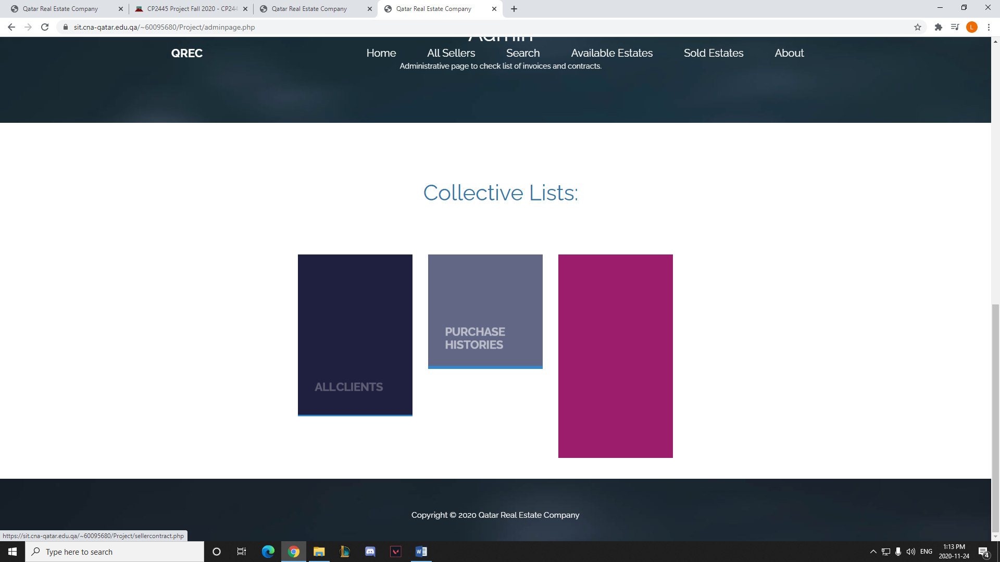 Qatar Real Estate Company
CP2445 Project Fall 2020 - CP244
Qatar Real Estate Company
Qatar Real Estate Company
sit.cna-qatar.edu.qa/~60095680/Project/adminpage.php
L
Admin
QREC
Home
All Sellers
Search
Available Estates
Sold Estates
About
Administrative page to check list of invoices and contracts.
Collective Lists:
PURCHASE
HISTORIES
ALLCLIENTS
Copyright © 2020 Qatar Real Estate Company
https://sit.cna-qatar.edu.qa/~60095680/Project/sellercontract.php
Type here to search
ENG
1:13 PM
2020-11-24
4